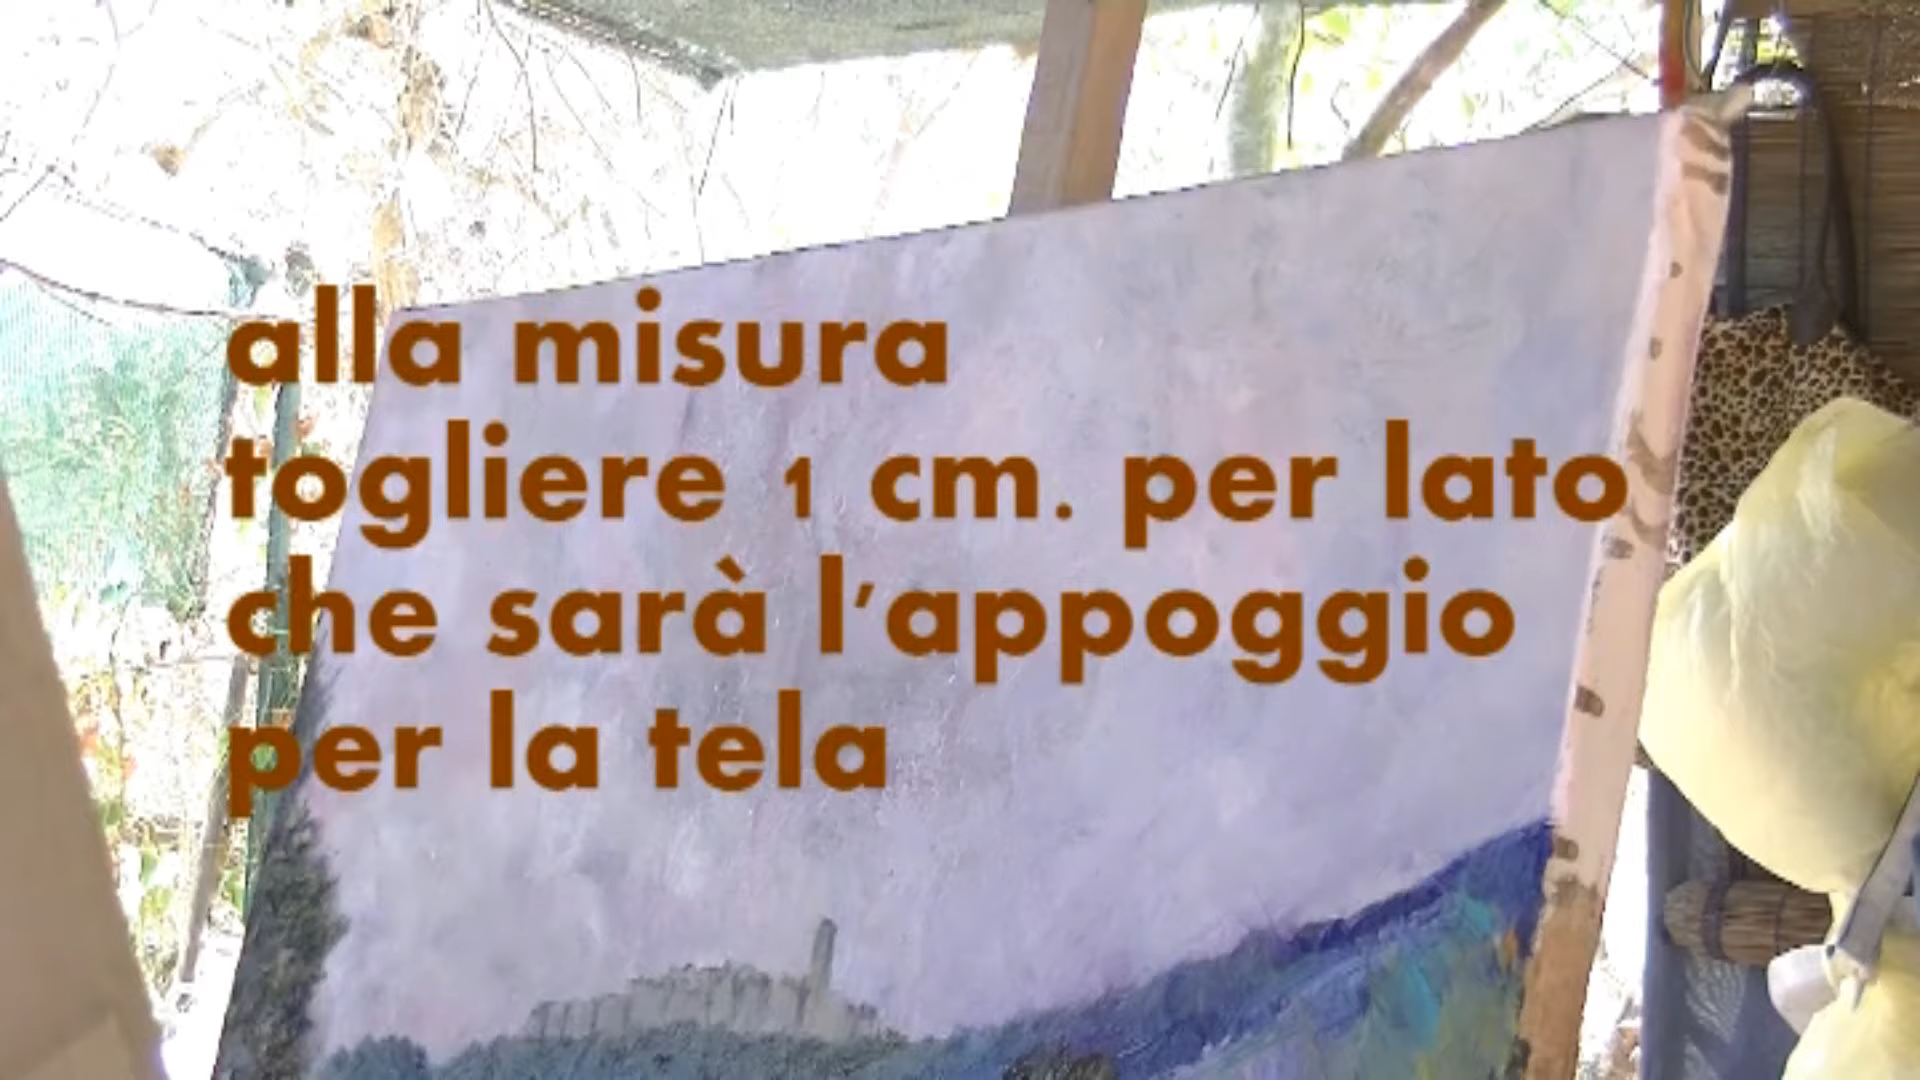 alla misura
togliere 1 cm. per lato
che sarà l'appoggio
per la tela